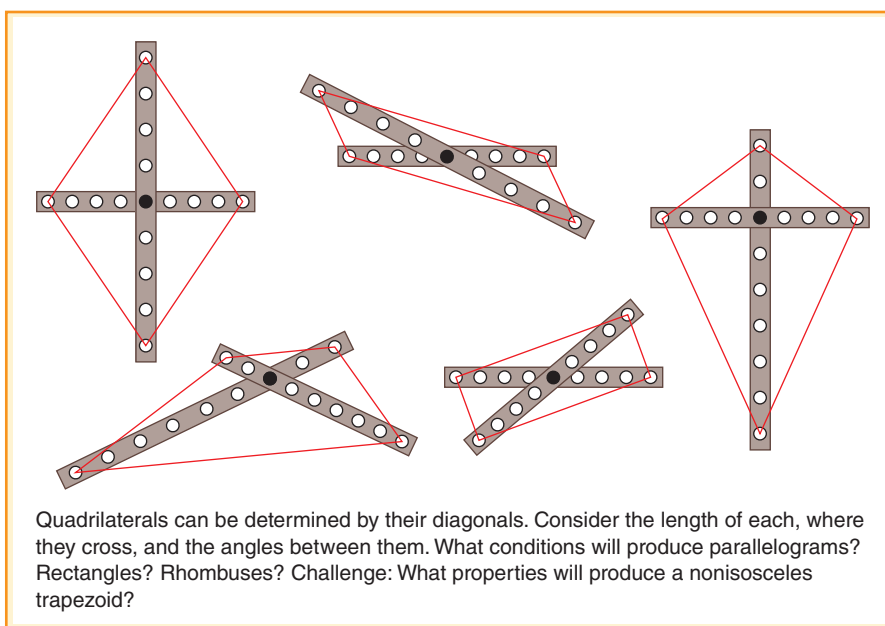 Quadrilaterals can be determined by their diagonals. Consider the length of each, where
they cross, and the angles between them. What conditions will produce parallelograms?
Rectangles? Rhombuses? Challenge: What properties will produce a nonisosceles
trapezoid?